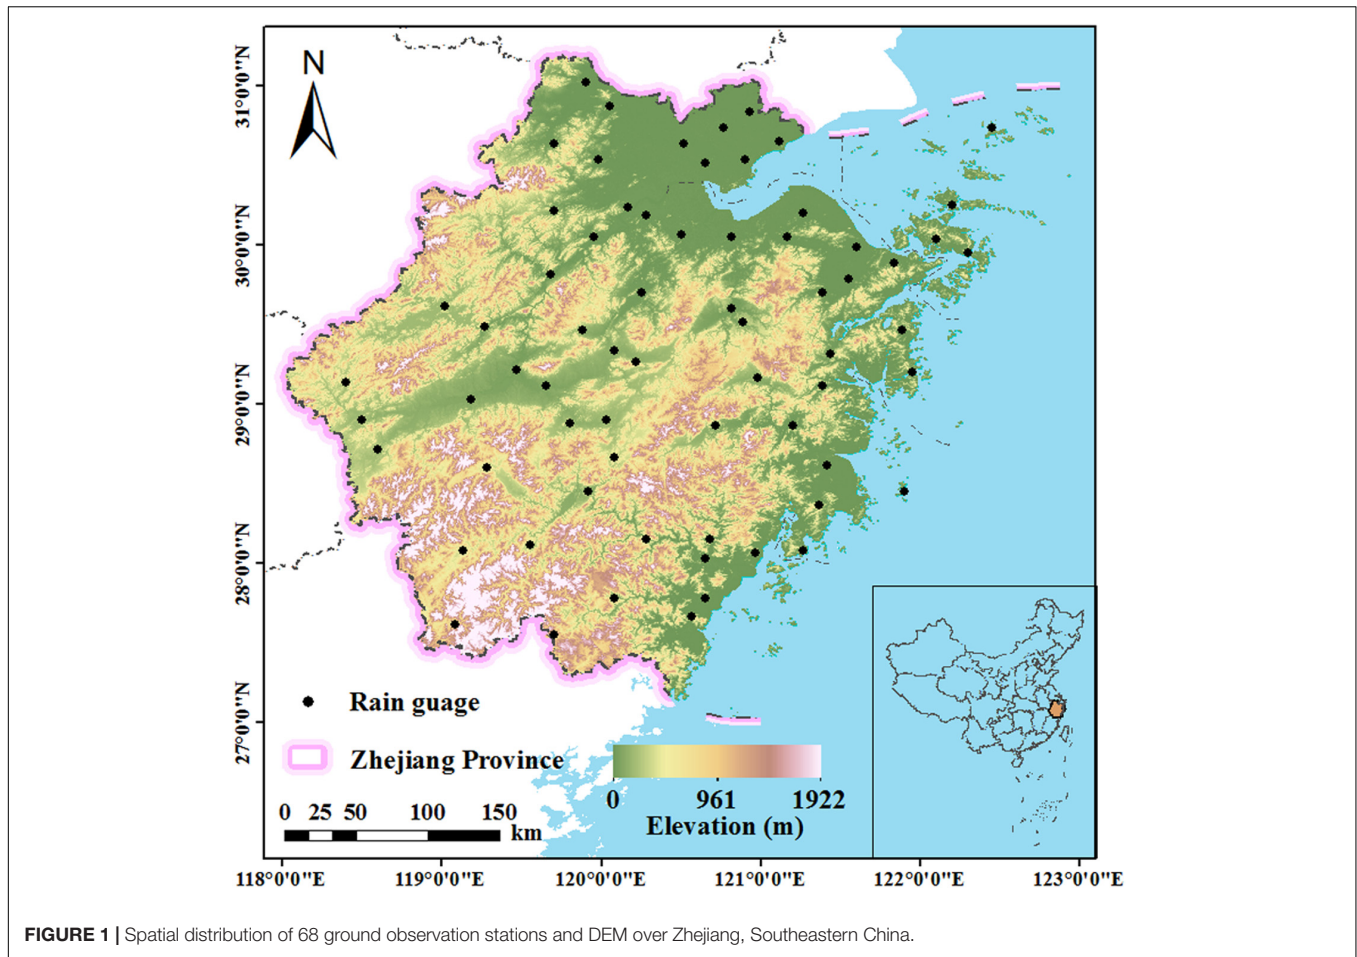 N
31°0'0"N
30°0'0"N
29°0'0"N
28°0'0"N
27°0'0"N
Rain guage
Zhejiang Province
0 25 50 100 150
km
0 961 1922
Elevation (m)
118°0'0"E 119°0'0"E 120°0'0"E 121°0'0"E 122°0'0"E 123°0'0"E
FIGURE 1 | Spatial distribution of 68 ground observation stations and DEM over Zhejiang, Southeastern China.